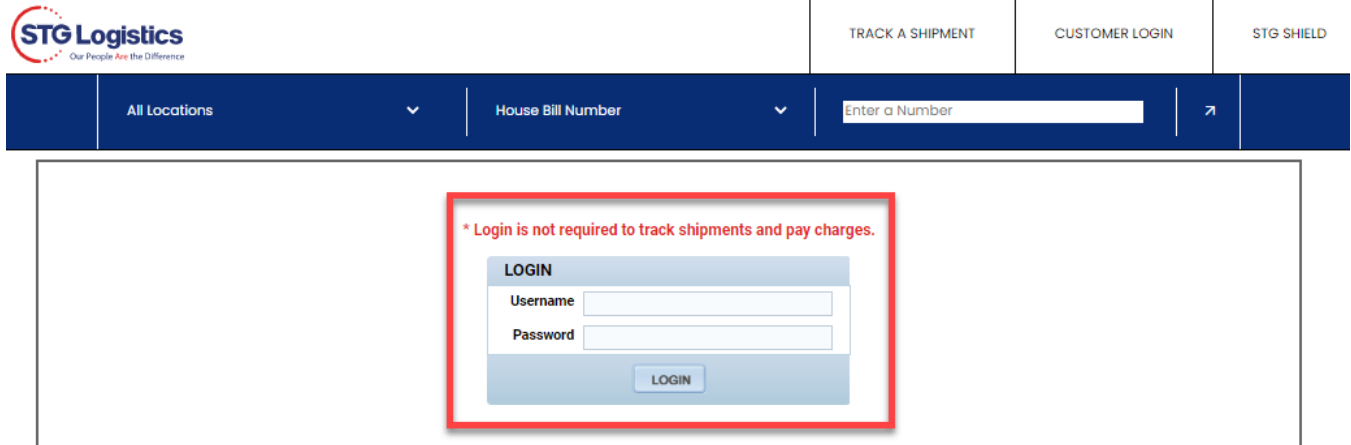 STG Logistics
Our People Are the Difference
TRACK A SHIPMENT
CUSTOMER LOGIN
STG SHIELD
All Locations
House Bill Number
Enter a Number
* Login is not required to track shipments and pay charges.
LOGIN
Username
Password
LOGIN